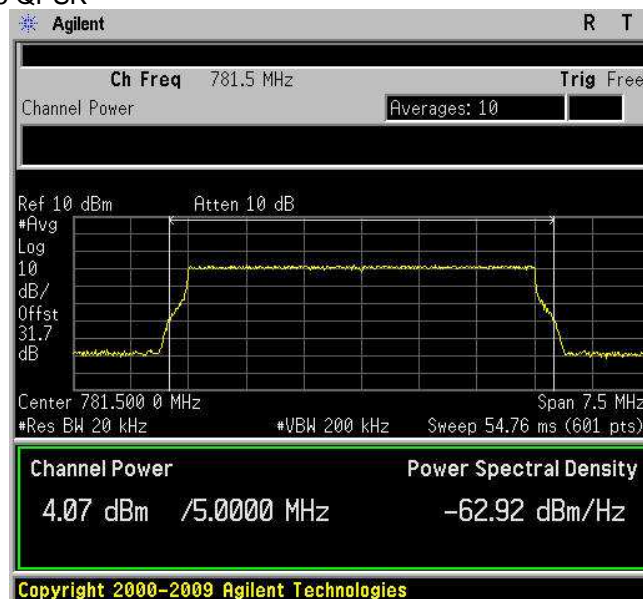 Agilent R T
Ch Freq 781.5 MHz Trig Free
Channel Power Averages: 10
Ref 10 dBm Atten 10 dB
#Avg
Log
10
dB/
Offst
31.7
dB
Center 781.500 0 MHz Span 7.5 MHz
#Res BW 20 kHz #VBW 200 kHz Sweep 54.76 ms (601 pts)
Channel Power Power Spectral Density
4.07 dBm /5.0000 MHz -62.92 dBm/Hz
Copyright 2000-2009 Agilent Technologies